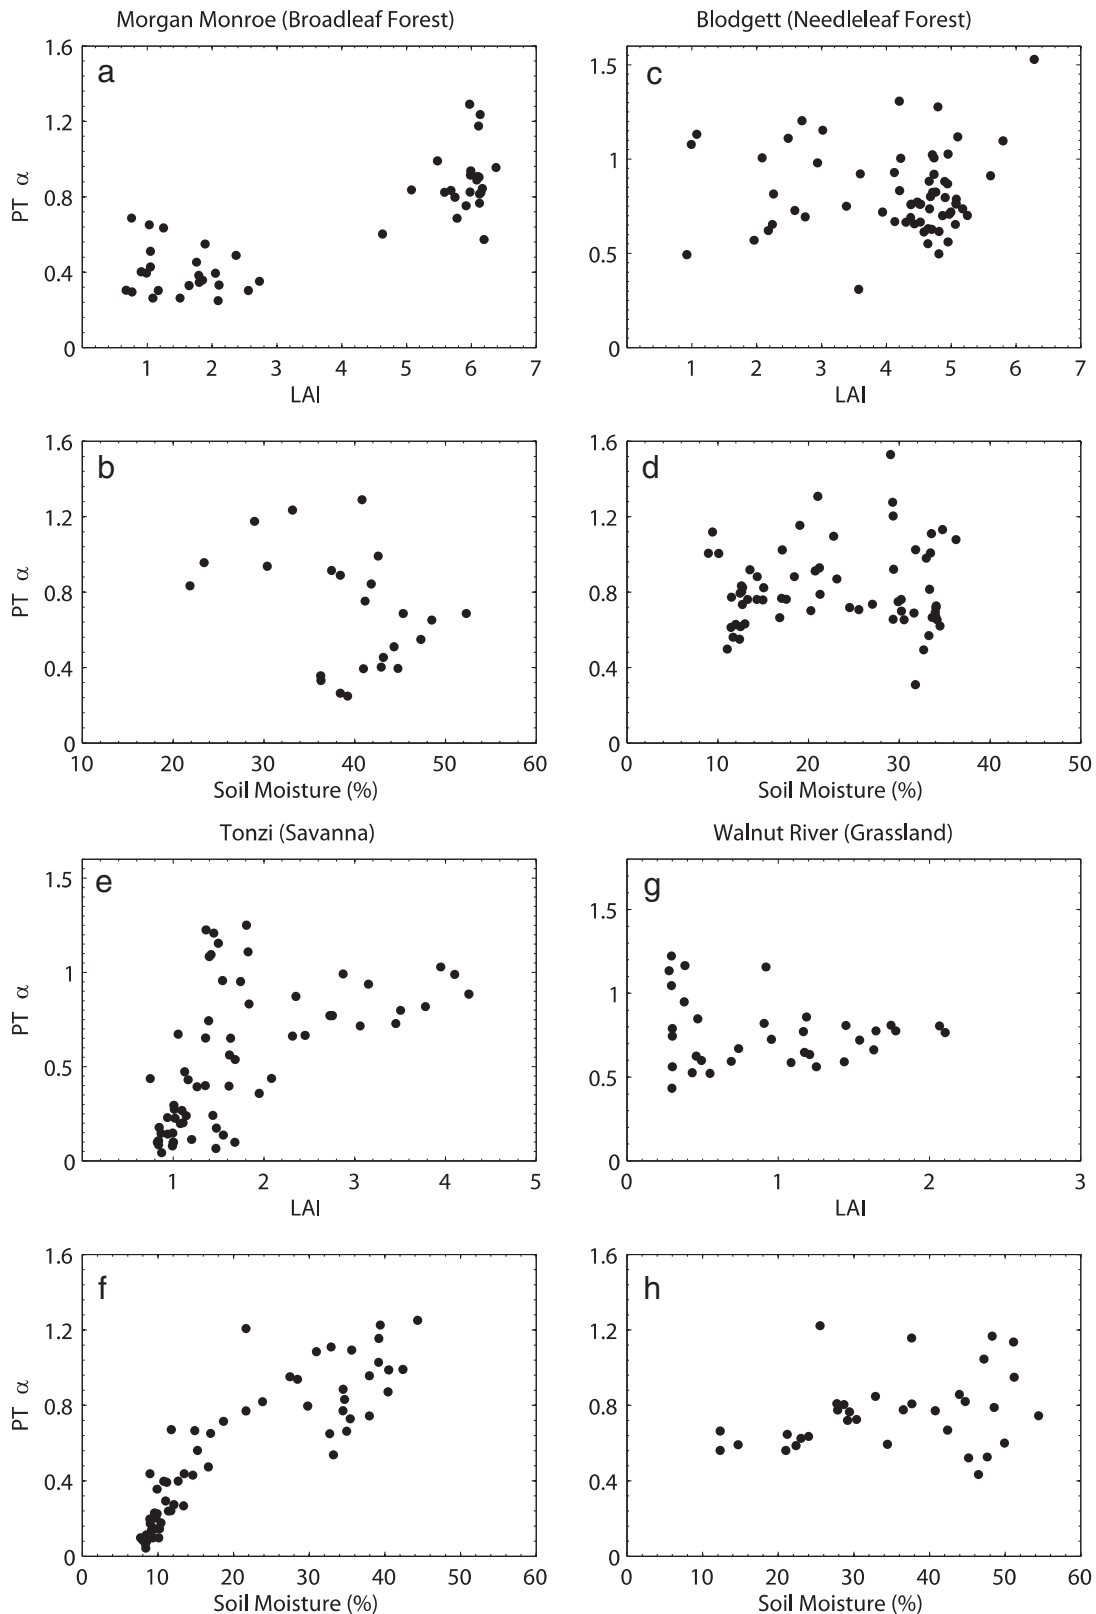 Morgan Monroe (Broadleaf Forest)
a
1.6
1.2
0.8
0.4
0
PT α
1 2 3 4 5 6 7
LAI
Blodgett (Needleleaf Forest)
c
1.5
1
0.5
0
1 2 3 4 5 6 7
LAI
b
1.6
1.2
0.8
0.4
0
PT α
10 20 30 40 50 60
Soil Moisture (%)
d
1.6
1.2
0.8
0.4
0
0 10 20 30 40 50
Soil Moisture (%)
Tonzi (Savanna)
e
1.5
1
0.5
0
PT α
1 2 3 4 5
LAI
Walnut River (Grassland)
g
1.5
1
0.5
0
0 1 2 3
LAI
f
1.6
1.2
0.8
0.4
0
PT α
0 10 20 30 40 50 60
Soil Moisture (%)
h
1.6
1.2
0.8
0.4
0
0 10 20 30 40 50 60
Soil Moisture (%)